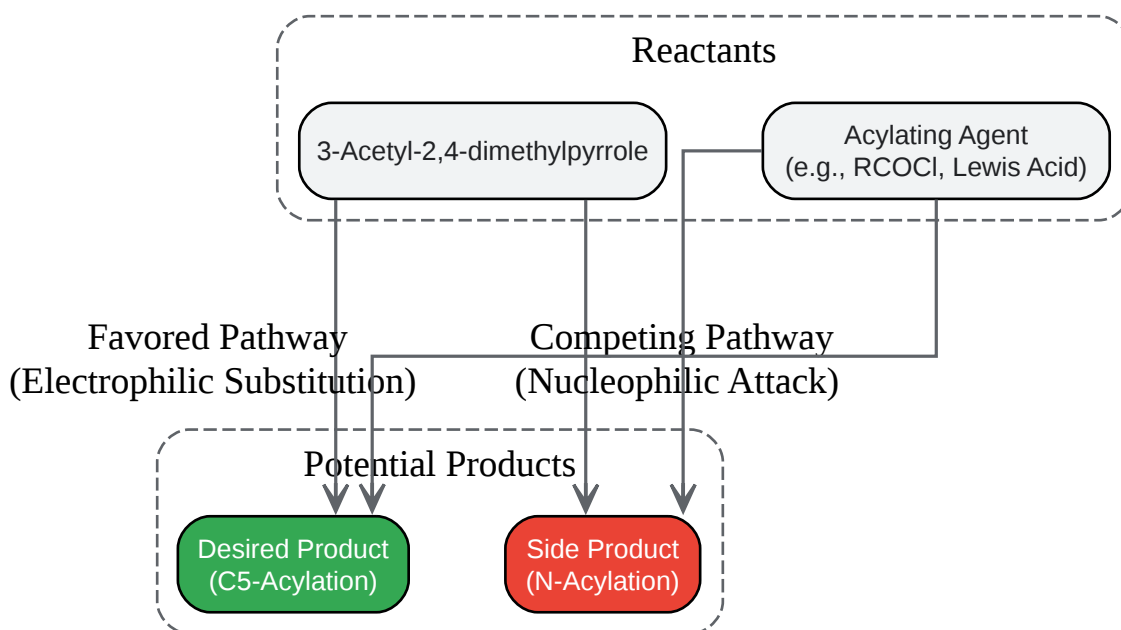 Reactants
3-Acetyl-2,4-dimethylpyrrole
Acylating Agent
(e.g., RCOCl, Lewis Acid)
Favored Pathway
(Electrophilic Substitution)
Competing Pathway
(Nucleophilic Attack)
Potential Products
Desired Product
(C5-Acylation)
Side Product
(N-Acylation)